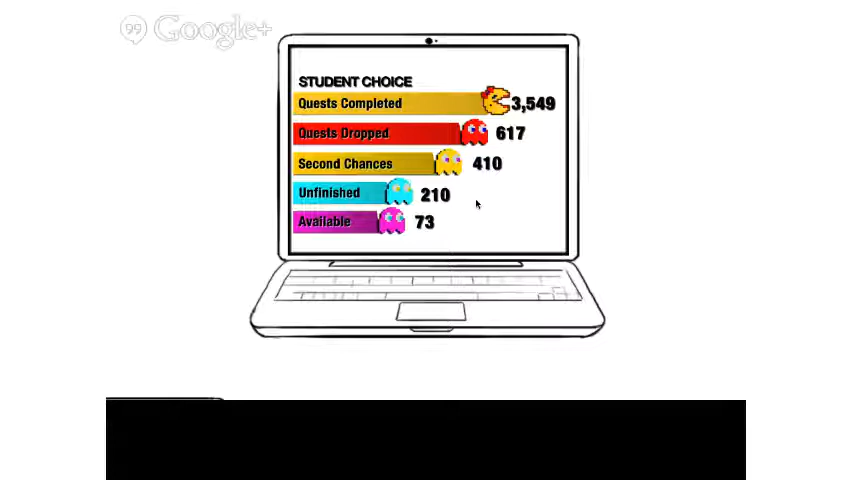 Google+
STUDENT CHOICE
Quests Completed 3,549
Quests Dropped 617
Second Chances 410
Unfinished 210
Available 73